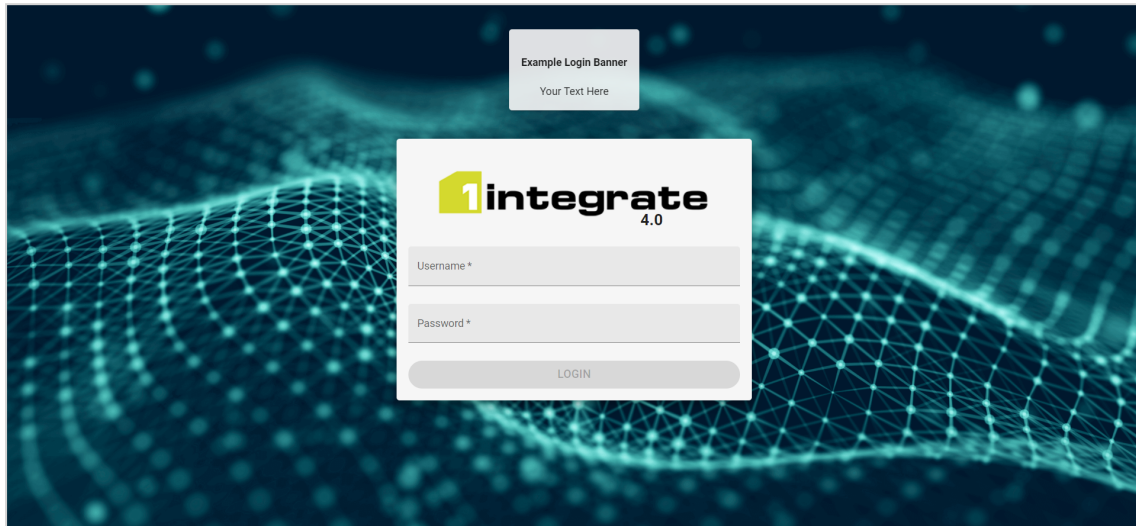 Example Login Banner
Your Text Here
1integrate
4.0
Username *
Password *
LOGIN